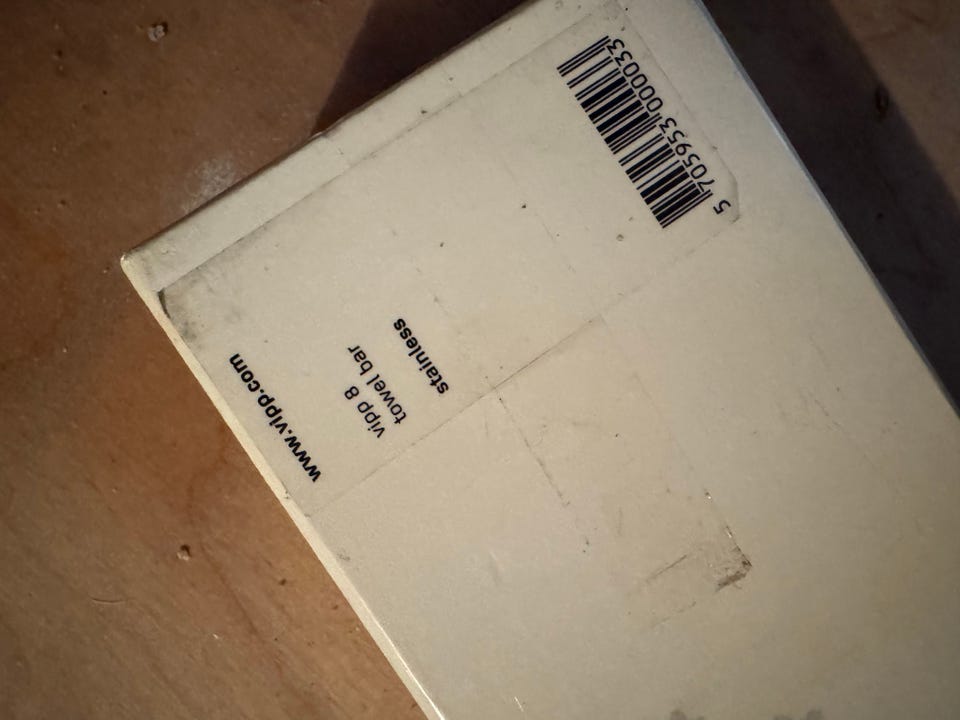 www.vipp.com
vipp 8
towel bar
stainless
5 705953 000033